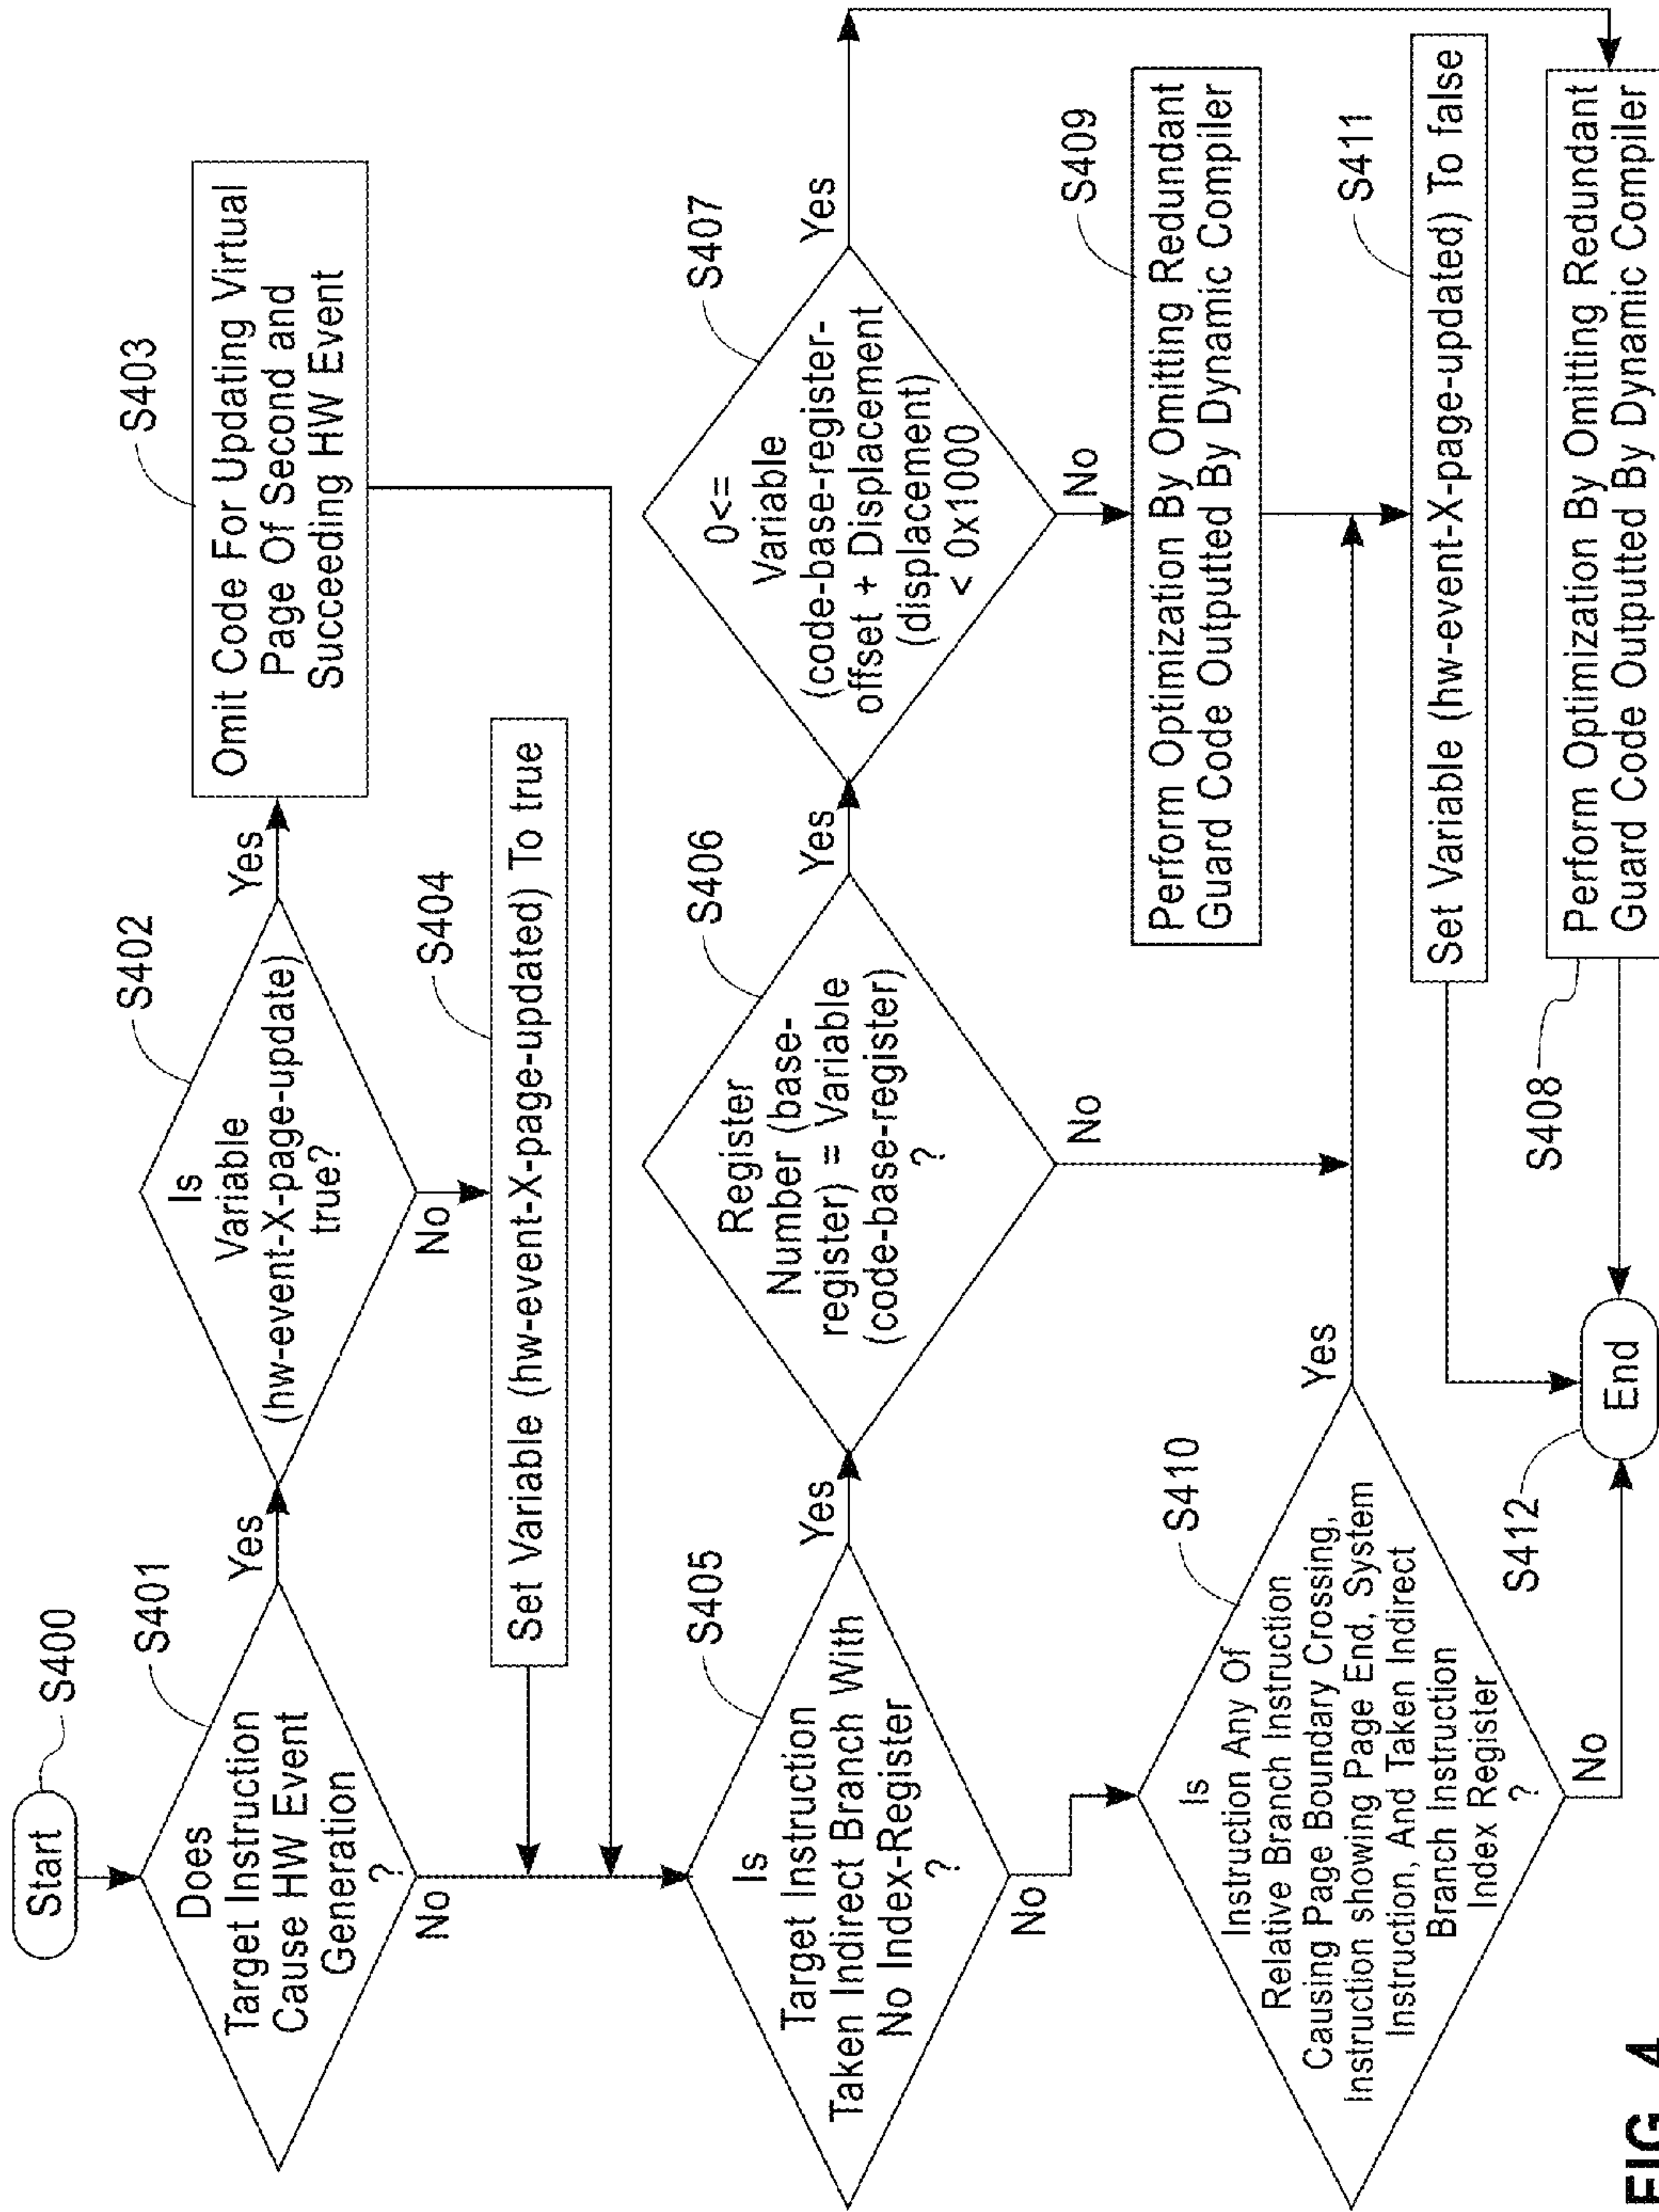 Start
S400
Does
Target Instruction
Cause HW Event
Generation
?
S401
Yes
No
Is
Variable
(hw-event-X-page-update)
true?
S402
Yes
No
Omit Code For Updating Virtual
Page Of Second and
Succeeding HW Event
S403
Set Variable (hw-event-X-page-updated) To true
S404
Is
Target Instruction
Taken Indirect Branch With
No Index-Register
?
S405
Yes
No
Register
Number (base-
register) = Variable
(code-base-register)
?
S406
Yes
No
0<=
Variable
(code-base-register-
offset + Displacement
(displacement)
< 0x1000
S407
Yes
No
Perform Optimization By Omitting Redundant
Guard Code Outputted By Dynamic Compiler
S409
Is
Instruction Any Of
Relative Branch Instruction
Causing Page Boundary Crossing,
Instruction showing Page End, System
Instruction, And Taken Indirect
Branch Instruction
Index Register
?
S410
Yes
No
Set Variable (hw-event-X-page-updated) To false
S411
Perform Optimization By Omitting Redundant
Guard Code Outputted By Dynamic Compiler
S408
End
S412
FIG. 4